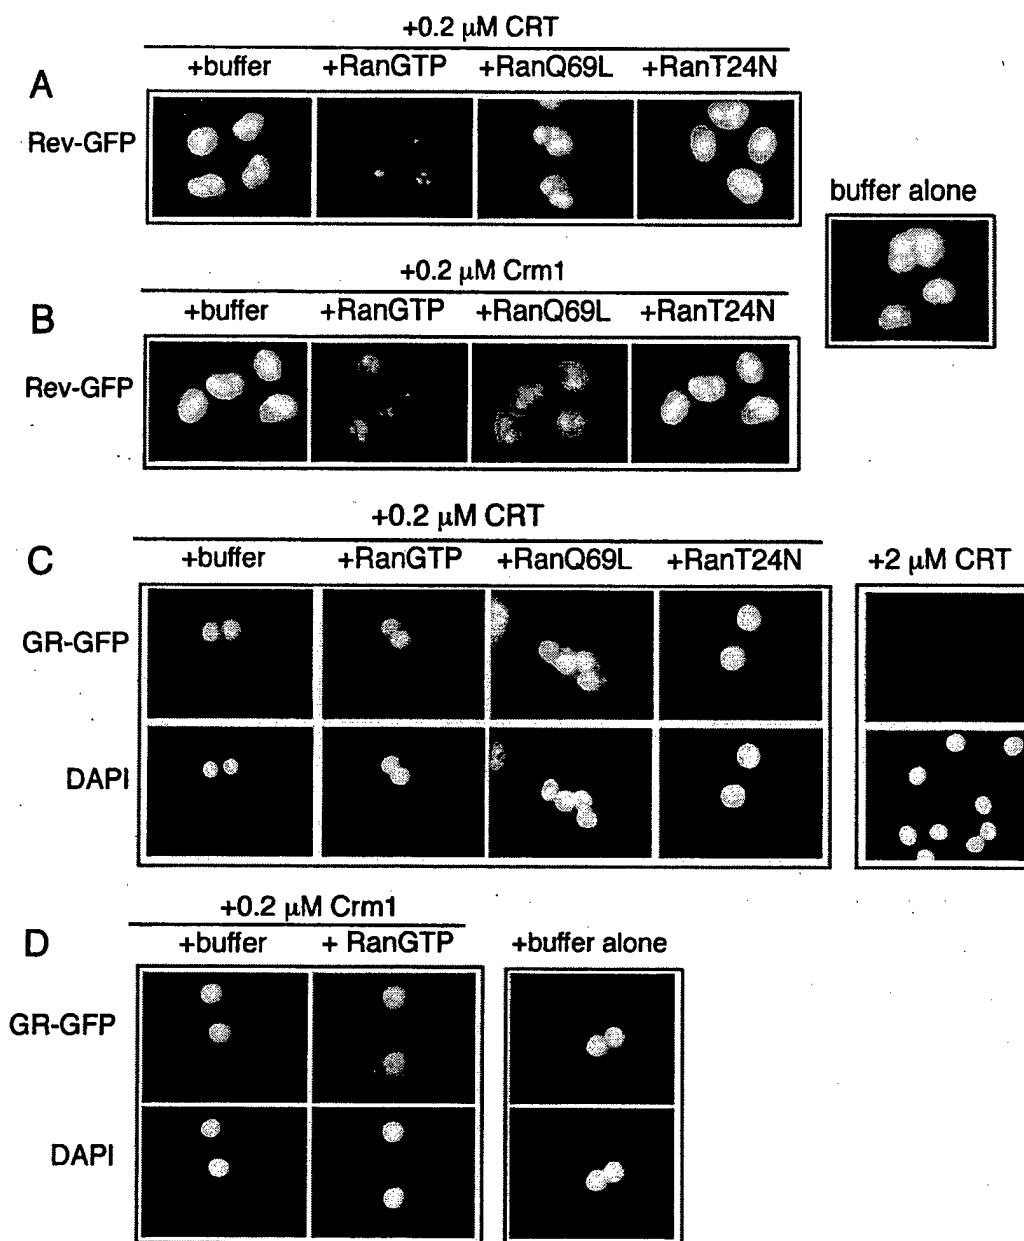 +0.2 μM CRT
+buffer +RanGTP +RanQ69L +RanT24N
A
Rev-GFP
buffer alone
+0.2 μM Crm1
+buffer +RanGTP +RanQ69L +RanT24N
B
Rev-GFP
+0.2 μM CRT
C
+buffer +RanGTP +RanQ69L +RanT24N +2 μM CRT
GR-GFP
DAPI
+0.2 μM Crm1
D
+buffer + RanGTP +buffer alone
GR-GFP
DAPI